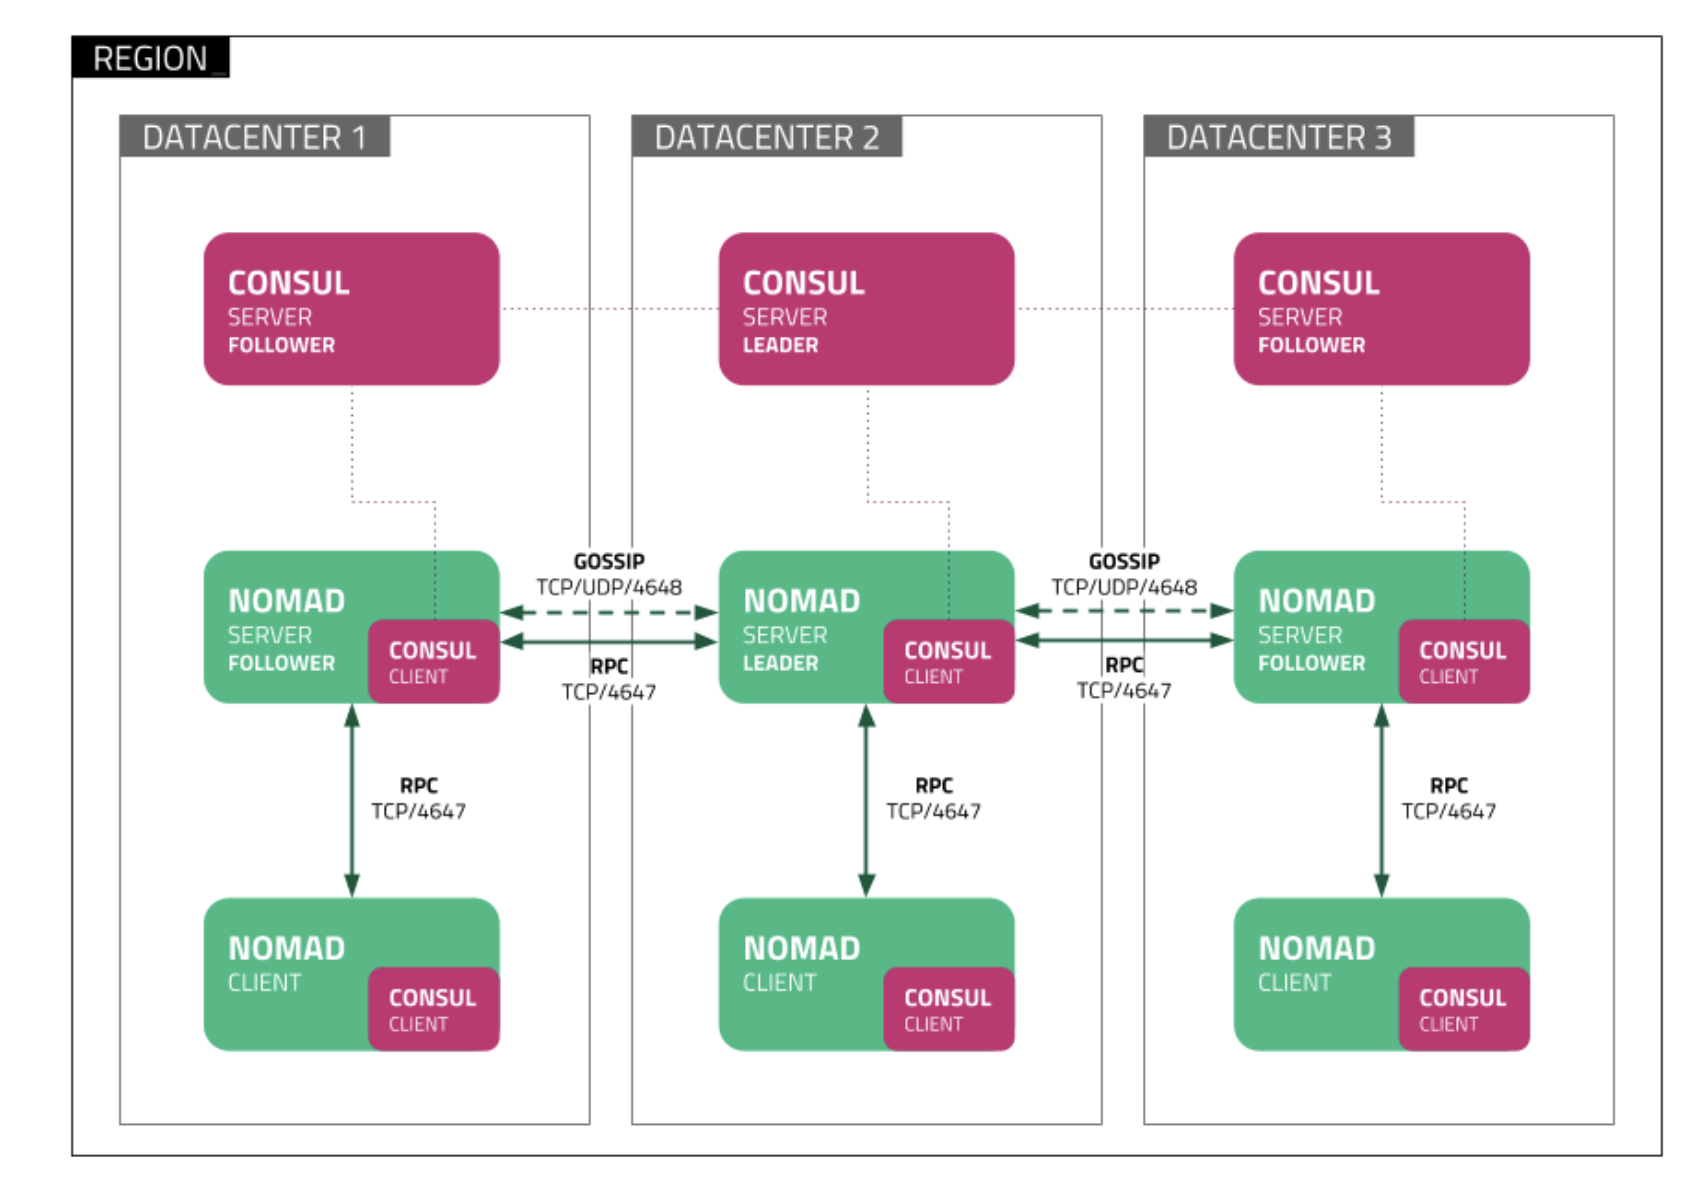 REGION_
DATACENTER 1
DATACENTER 2
DATACENTER 3
CONSUL
SERVER
FOLLOWER
CONSUL
SERVER
LEADER
CONSUL
SERVER
FOLLOWER
NOMAD
SERVER
FOLLOWER
CONSUL
CLIENT
GOSSIP
TCP/UDP/4648
RPC
TCP/4647
NOMAD
SERVER
LEADER
CONSUL
CLIENT
GOSSIP
TCP/UDP/4648
RPC
TCP/4647
NOMAD
SERVER
FOLLOWER
CONSUL
CLIENT
RPC
TCP/4647
RPC
TCP/4647
RPC
TCP/4647
NOMAD
CLIENT
CONSUL
CLIENT
NOMAD
CLIENT
CONSUL
CLIENT
NOMAD
CLIENT
CONSUL
CLIENT